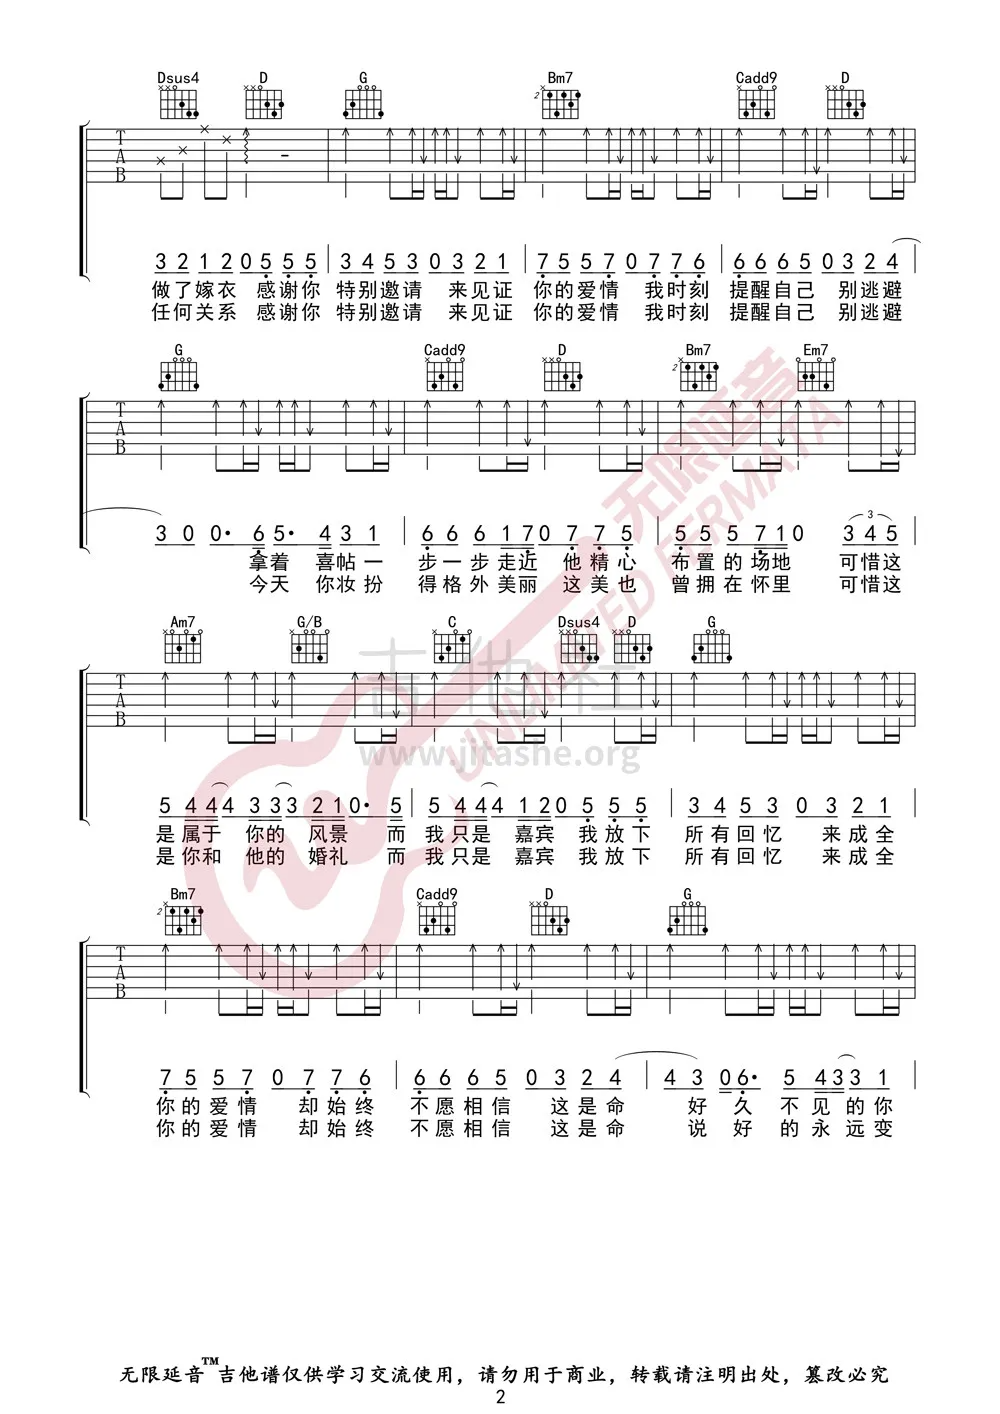 Dsus4 D G Bm7 Cadd9 D
T
A
B
3 2 1 2 0 5 5 5 3 4 5 3 0 3 2 1 7 5 5 7 0 7 7 6 6 6 6 5 0 3 2 4
做了嫁衣 感谢你 特别邀请 来见证 你的爱情 我时刻 提醒自己 别逃避
任何关系 感谢你 特别邀请 来见证 你的爱情 我时刻 提醒自己 别逃避
G Cadd9 D Bm7 Em7
T
A
B
3 0 0· 6 5· 4 3 1 6 6 6 1 7 0 7 7 5 5 5 5 7 1 0 3 4 5
拿着 喜帖一 步一步走近 他精心 布置的场地 可惜这
今天 你妆扮 得格外美丽 这美也 曾拥在怀里 可惜这
Am7 G/B C Dsus4 D G
T
A
B
5 4 4 4 3 3 3 2 1 0· 5 5 4 4 4 1 2 0 5 5 5 3 4 5 3 0 3 2 1
是属于 你的 风景 而 我只是 嘉宾 我放下 所有回忆 来成全
是你和 他的 婚礼 而 我只是 嘉宾 我放下 所有回忆 来成全
Bm7 Cadd9 D G
T
A
B
7 5 5 7 0 7 7 6 6 6 6 5 0 3 2 4 4 3 0 6· 5 4 3 3 1
你的爱情 却始终 不愿相信 这是命 好久 不见的你
你的爱情 却始终 不愿相信 这是命 说好 的永远变
无限延音
UNLIMITED FERMATA
吉他社
www.jitashe.org
无限延音™吉他谱仅供学习交流使用，请勿用于商业，转载请注明出处，篡改必究
2